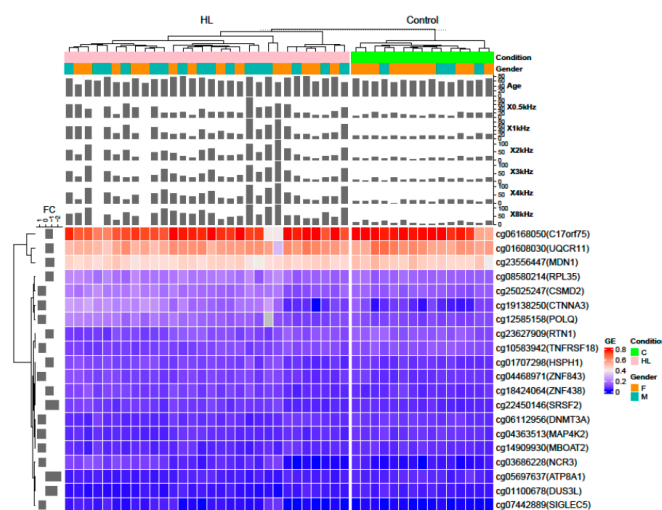 HL Control
Condition
Gender
Age
X0.5kHz
X1kHz
X2kHz
X3kHz
X4kHz
X8kHz
FC
cg06168050(C17orf75)
cg01608030(UQCR11)
cg23556447(MDN1)
cg08580214(RPL35)
cg25025247(CSMD2)
cg19138250(CTNNA3)
cg12585158(POLQ)
cg23627909(RTN1)
cg10583942(TNFRSF18)
cg01707298(HSPH1)
cg04468971(ZNF843)
cg18424064(ZNF438)
cg22450146(SRSF2)
cg06112956(DNMT3A)
cg04363513(MAP4K2)
cg14909930(MBOAT2)
cg03686228(NCR3)
cg05697637(ATP8A1)
cg01100678(DUS3L)
cg07442889(SIGLEC5)
GE
0.8
0.6
0.4
0.2
0
Condition
C
HL
Gender
F
M